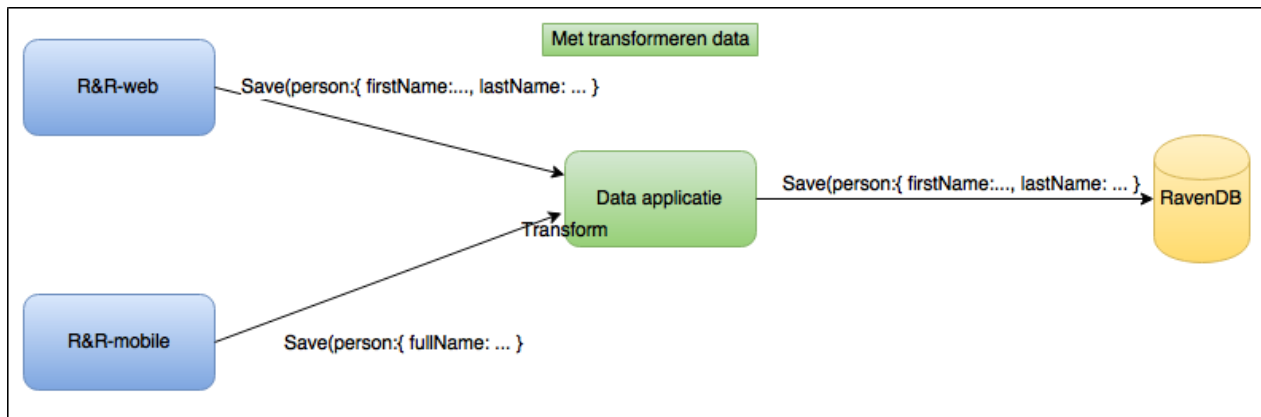 Met transformeren data
R&R-web
Save(person:{ firstName:..., lastName: ... }
Data applicatie
Save(person:{ firstName:..., lastName: ... }
RavenDB
Transform
R&R-mobile
Save(person:{ fullName: ... }